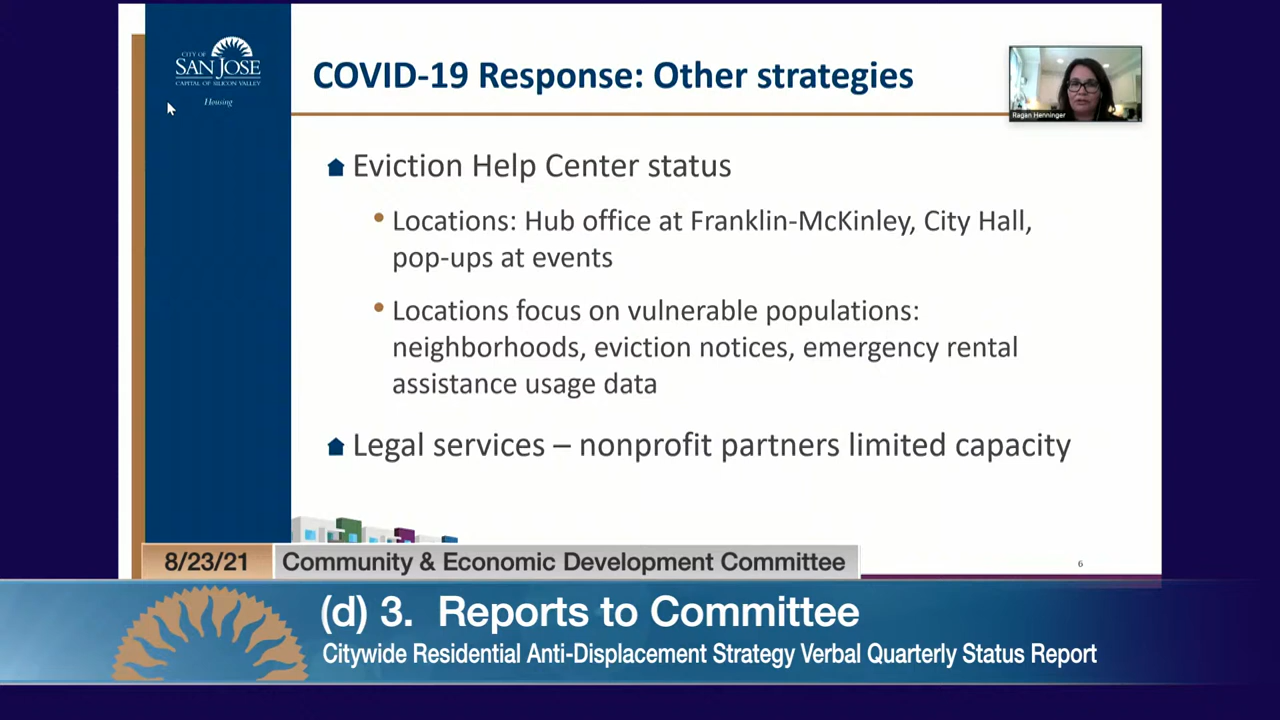 CITY OF
SAN JOSE
CAPITAL OF SILICON VALLEY
Housing
COVID-19 Response: Other strategies
Ragan Henninger
Eviction Help Center status
• Locations: Hub office at Franklin-McKinley, City Hall,
pop-ups at events
• Locations focus on vulnerable populations:
neighborhoods, eviction notices, emergency rental
assistance usage data
Legal services – nonprofit partners limited capacity
6
8/23/21 Community & Economic Development Committee
(d) 3. Reports to Committee
Citywide Residential Anti-Displacement Strategy Verbal Quarterly Status Report